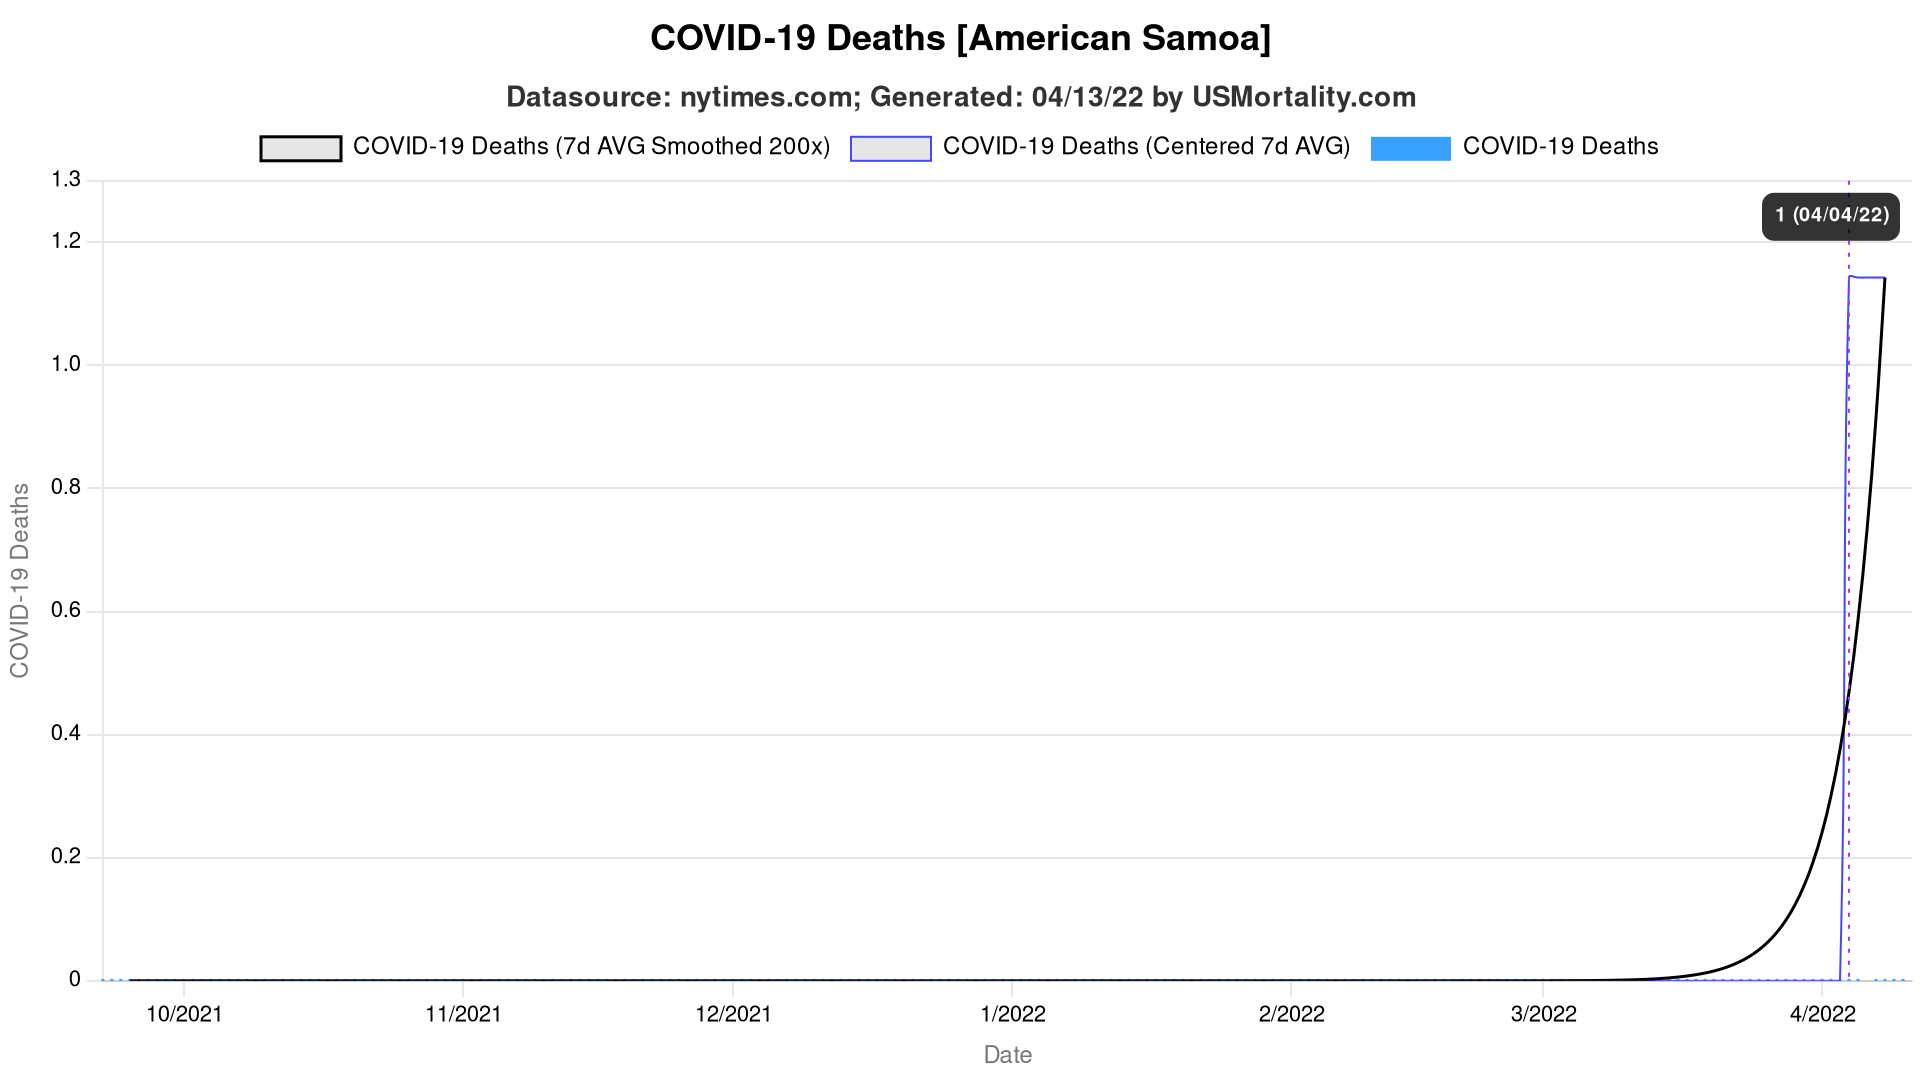 COVID-19 Deaths [American Samoa]
Datasource: nytimes.com; Generated: 04/13/22 by USMortality.com
COVID-19 Deaths (7d AVG Smoothed 200x) COVID-19 Deaths (Centered 7d AVG) COVID-19 Deaths
1.3
1 (04/04/22)
1.2
1.0
0.8
0.6
0.4
0.2
0
COVID-19 Deaths
10/2021 11/2021 12/2021 1/2022 2/2022 3/2022 4/2022
Date